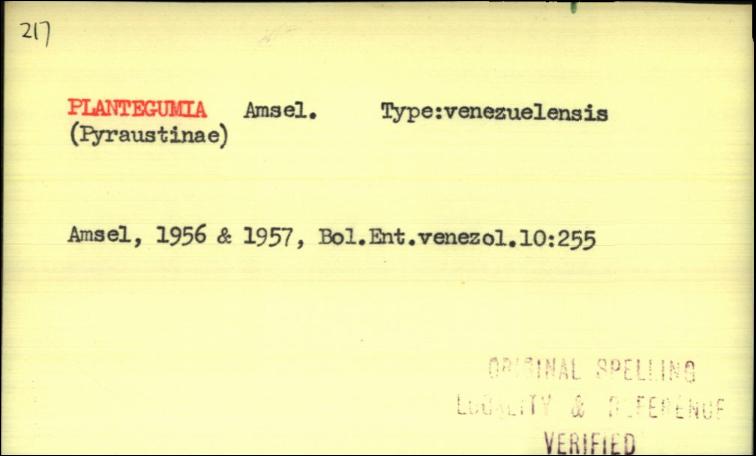 217
PLANTEGUMIA Amsel. Type:venezuelensis
(Pyraustinae)
Amsel, 1956 & 1957, Bol.Ent.venezol.10:255
ORIGINAL SPELLING
LOCALITY & REFERENCE
VERIFIED